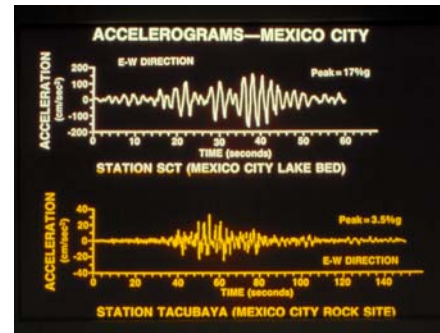 ACCELEROGRAMS—MEXICO CITY
E-W DIRECTION
Peak = 17%g
ACCELERATION
(cm/sec²)
200
100
0
-100
-200
0 10 20 30 40 50 60
TIME (seconds)
STATION SCT (MEXICO CITY LAKE BED)
Peak = 3.5%g
ACCELERATION
(cm/sec²)
40
20
0
-20
-40
E-W DIRECTION
0 20 40 60 80 100 120 140
TIME (seconds)
STATION TACUBAYA (MEXICO CITY ROCK SITE)